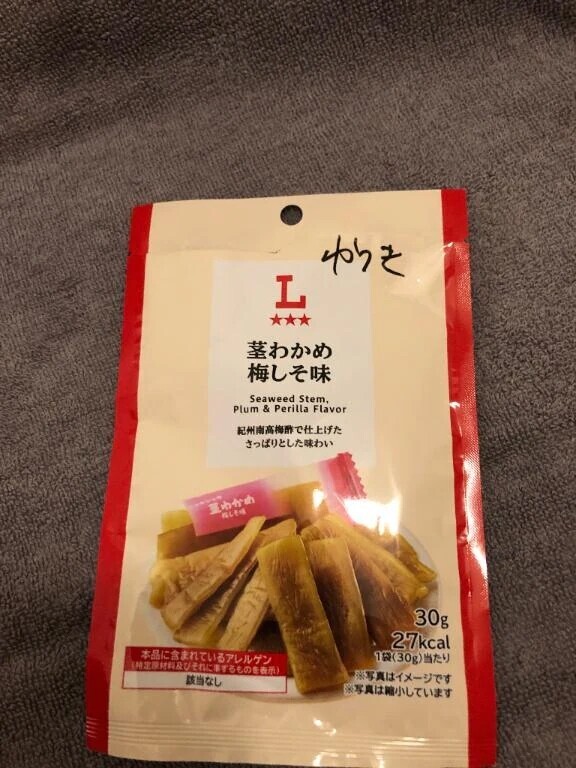 ゆうき
L
★★★
茎わかめ
梅しそ味
Seaweed Stem,
Plum & Perilla Flavor
紀州南高梅酢で仕上げた
さっぱりとした味わい
茎わかめ
梅しそ味
30g
27kcal
1袋(30g)当たり
本品に含まれているアレルゲン
(特定原材料及びそれに準ずるものを表示)
該当なし
※写真はイメージです
※写真は縮小しています